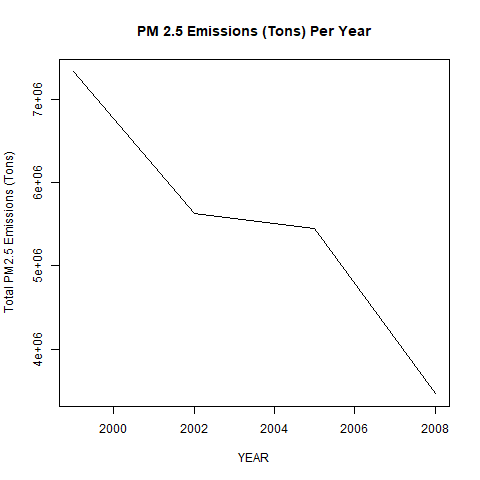 PM 2.5 Emissions (Tons) Per Year
Total PM2.5 Emissions (Tons)
7e+06
6e+06
5e+06
4e+06
2000 2002 2004 2006 2008
YEAR